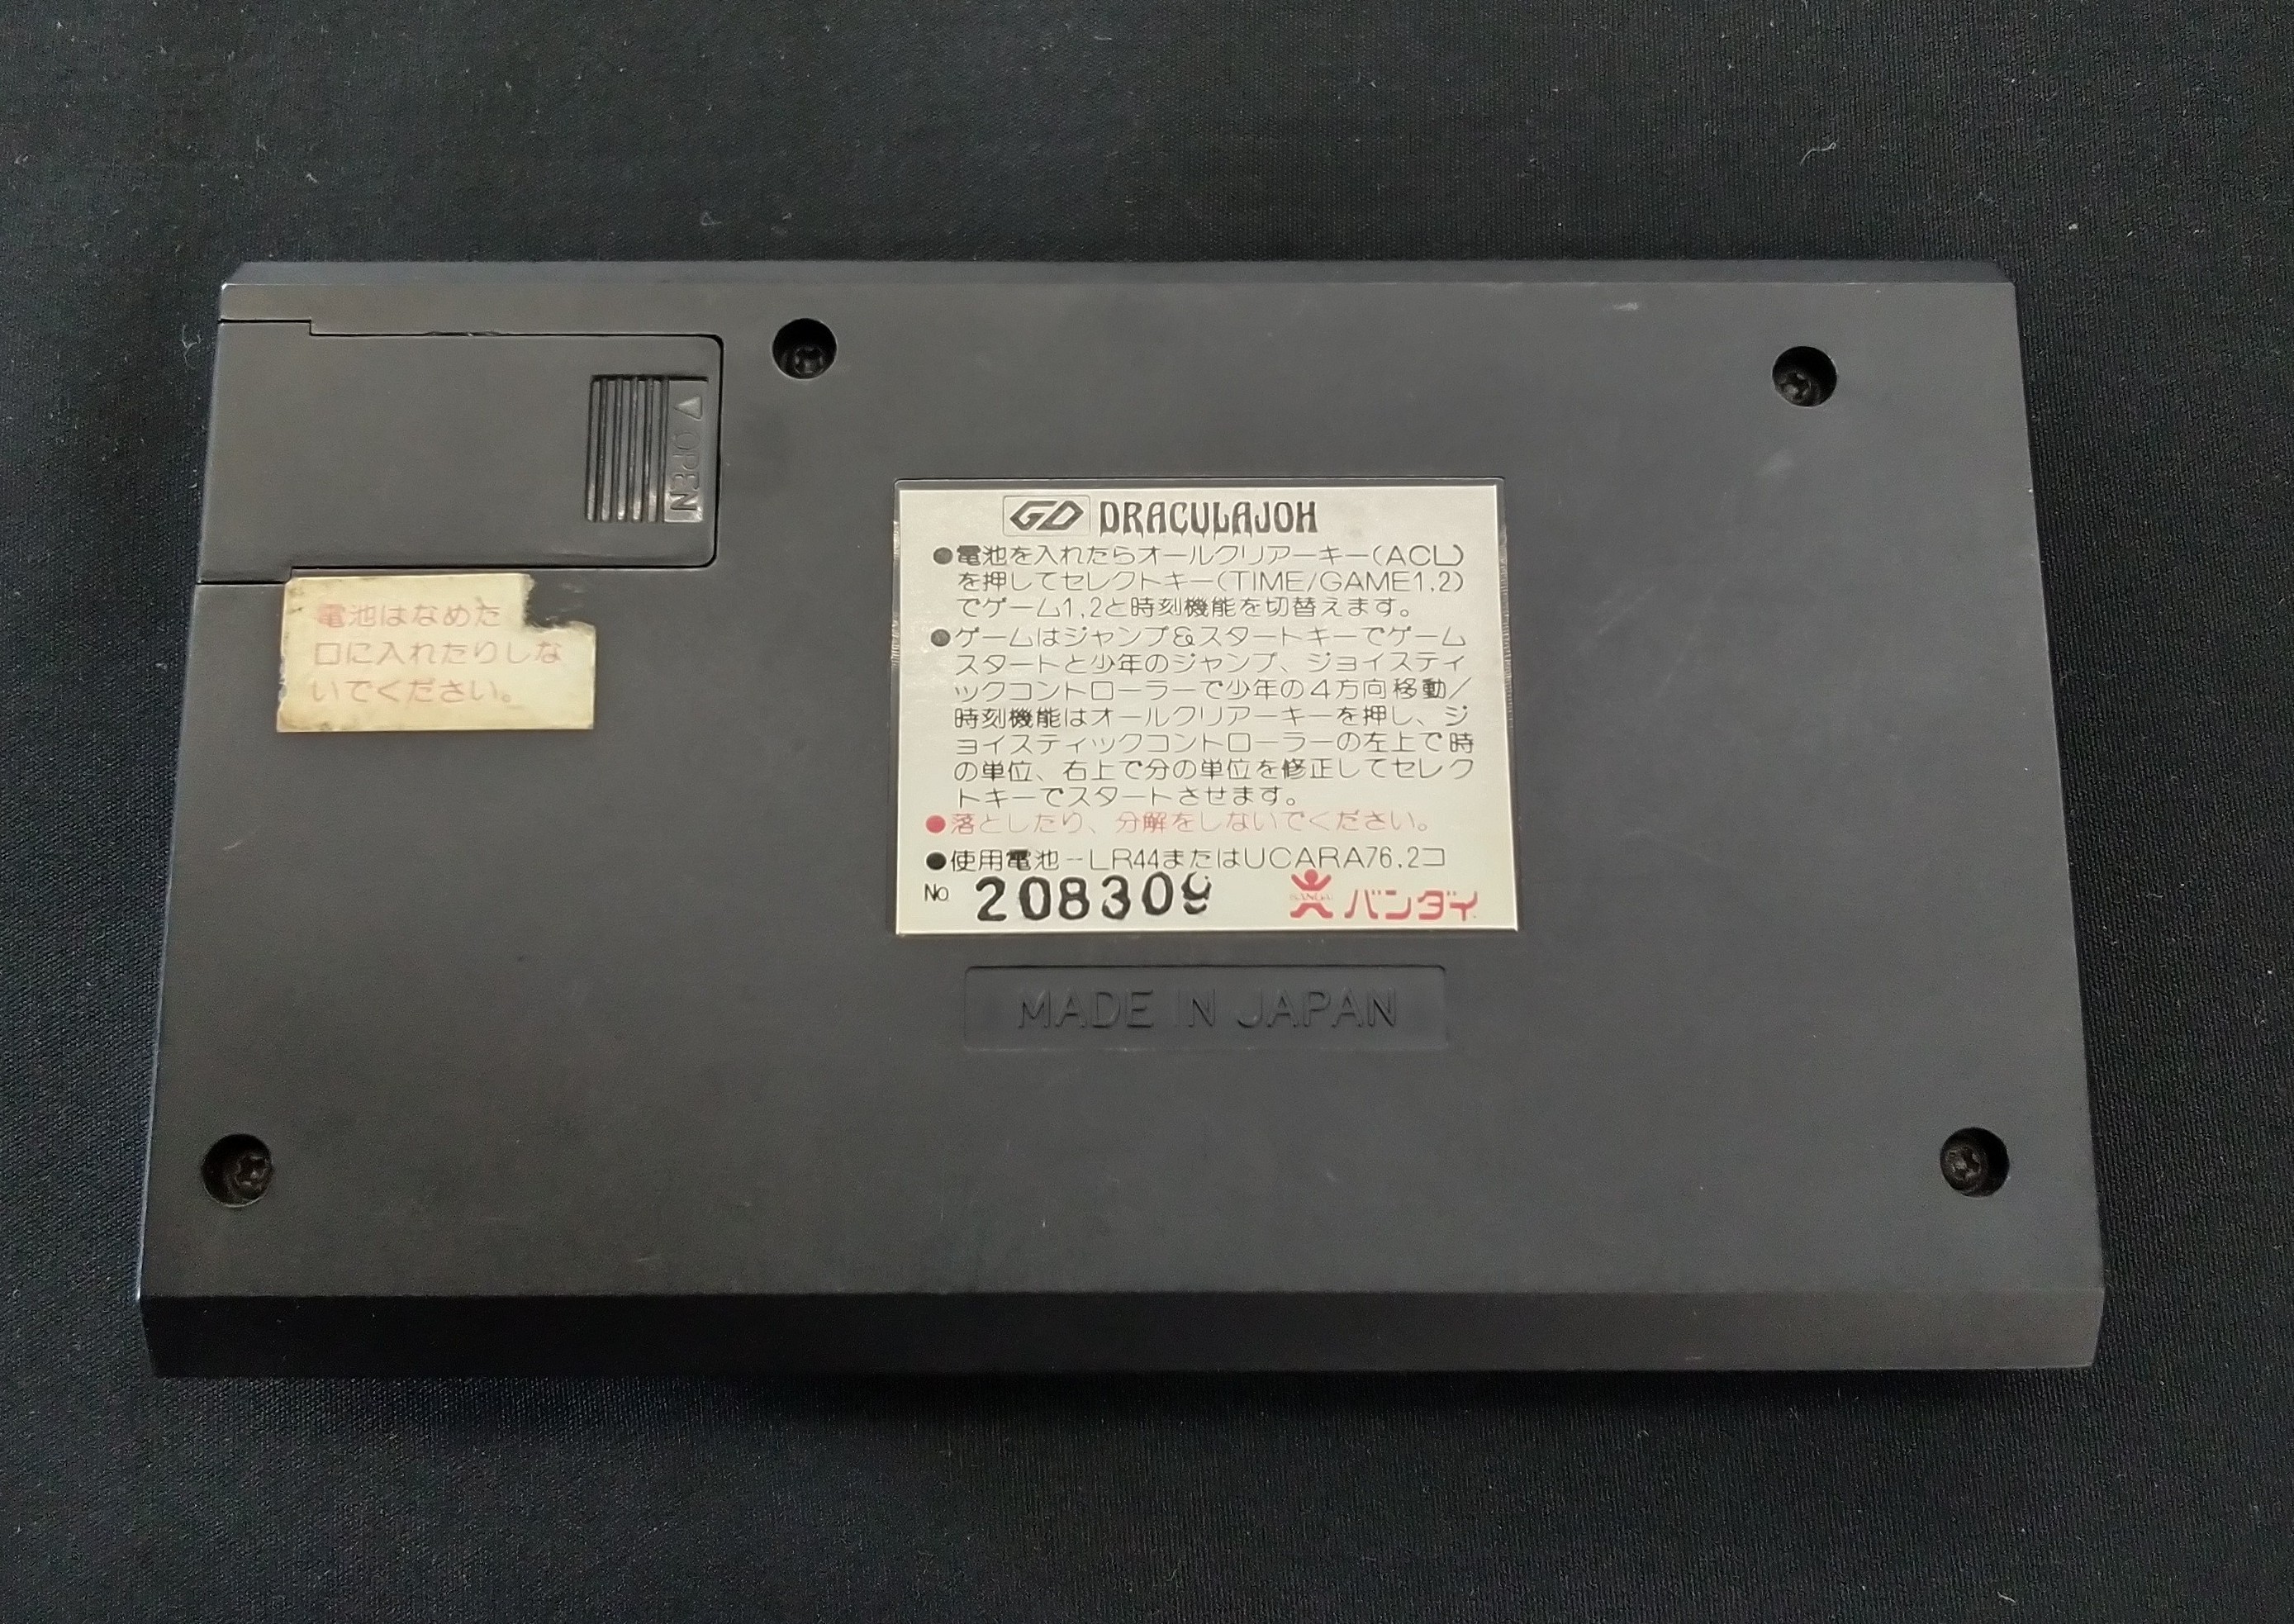 OPEN
電池はなめた
口に入れたりしな
いでください。
GD DRACULAJOH
●電池を入れたらオールクリアーキー(ACL)
を押してセレクトキー(TIME/GAME1,2)
でゲーム1,2と時刻機能を切替えます。
●ゲームはジャンプ&スタートキーでゲーム
スタートと少年のジャンプ、ジョイスティ
ックコントローラーで少年の4方向移動/
時刻機能はオールクリアーキーを押し、ジ
ョイスティックコントローラーの左上で時
の単位、右上で分の単位を修正してセレク
トキーでスタートさせます。
●落としたり、分解をしないでください。
●使用電池-LR44またはUCARA76.2コ
No. 208309 BANDAI バンダイ
MADE IN JAPAN